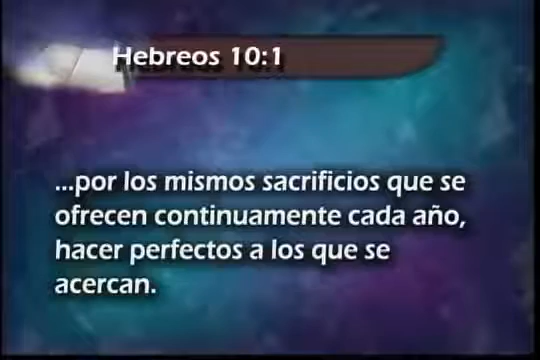 Hebreos 10:1
...por los mismos sacrificios que se
ofrecen continuamente cada año,
hacer perfectos a los que se
acercan.